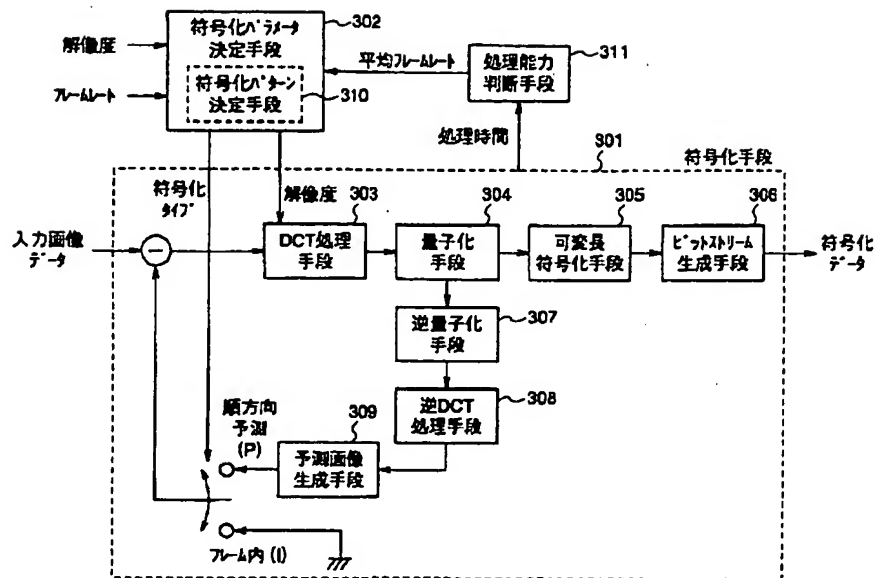 符号化パラメータ
決定手段
302
解像度
フレームレート
符号化パターン
決定手段
310
平均フレームレート
処理能力
判断手段
311
処理時間
301
符号化手段
符号化
タイプ
解像度
303
304
305
306
入力画像
データ
DCT処理
手段
量子化
手段
可変長
符号化手段
ビットストリーム
生成手段
符号化
データ
逆量子化
手段
307
逆DCT
処理手段
308
順方向
予測
(P)
309
予測画像
生成手段
フレーム内 (I)